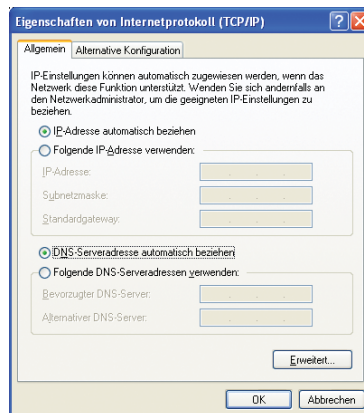 Eigenschaften von Internetprotokoll (TCP/IP)
Allgemein
Alternative Konfiguration
IP-Einstellungen können automatisch zugewiesen werden, wenn das
Netzwerk diese Funktion unterstützt. Wenden Sie sich andernfalls an
den Netzwerkadministrator, um die geeigneten IP-Einstellungen zu
beziehen.
IP-Adresse automatisch beziehen
Folgende IP-Adresse verwenden:
IP-Adresse:
Subnetzmaske:
Standardgateway:
DNS-Serveradresse automatisch beziehen
Folgende DNS-Serveradressen verwenden:
Bevorzugter DNS-Server:
Alternativer DNS-Server:
Erweitert...
OK
Abbrechen